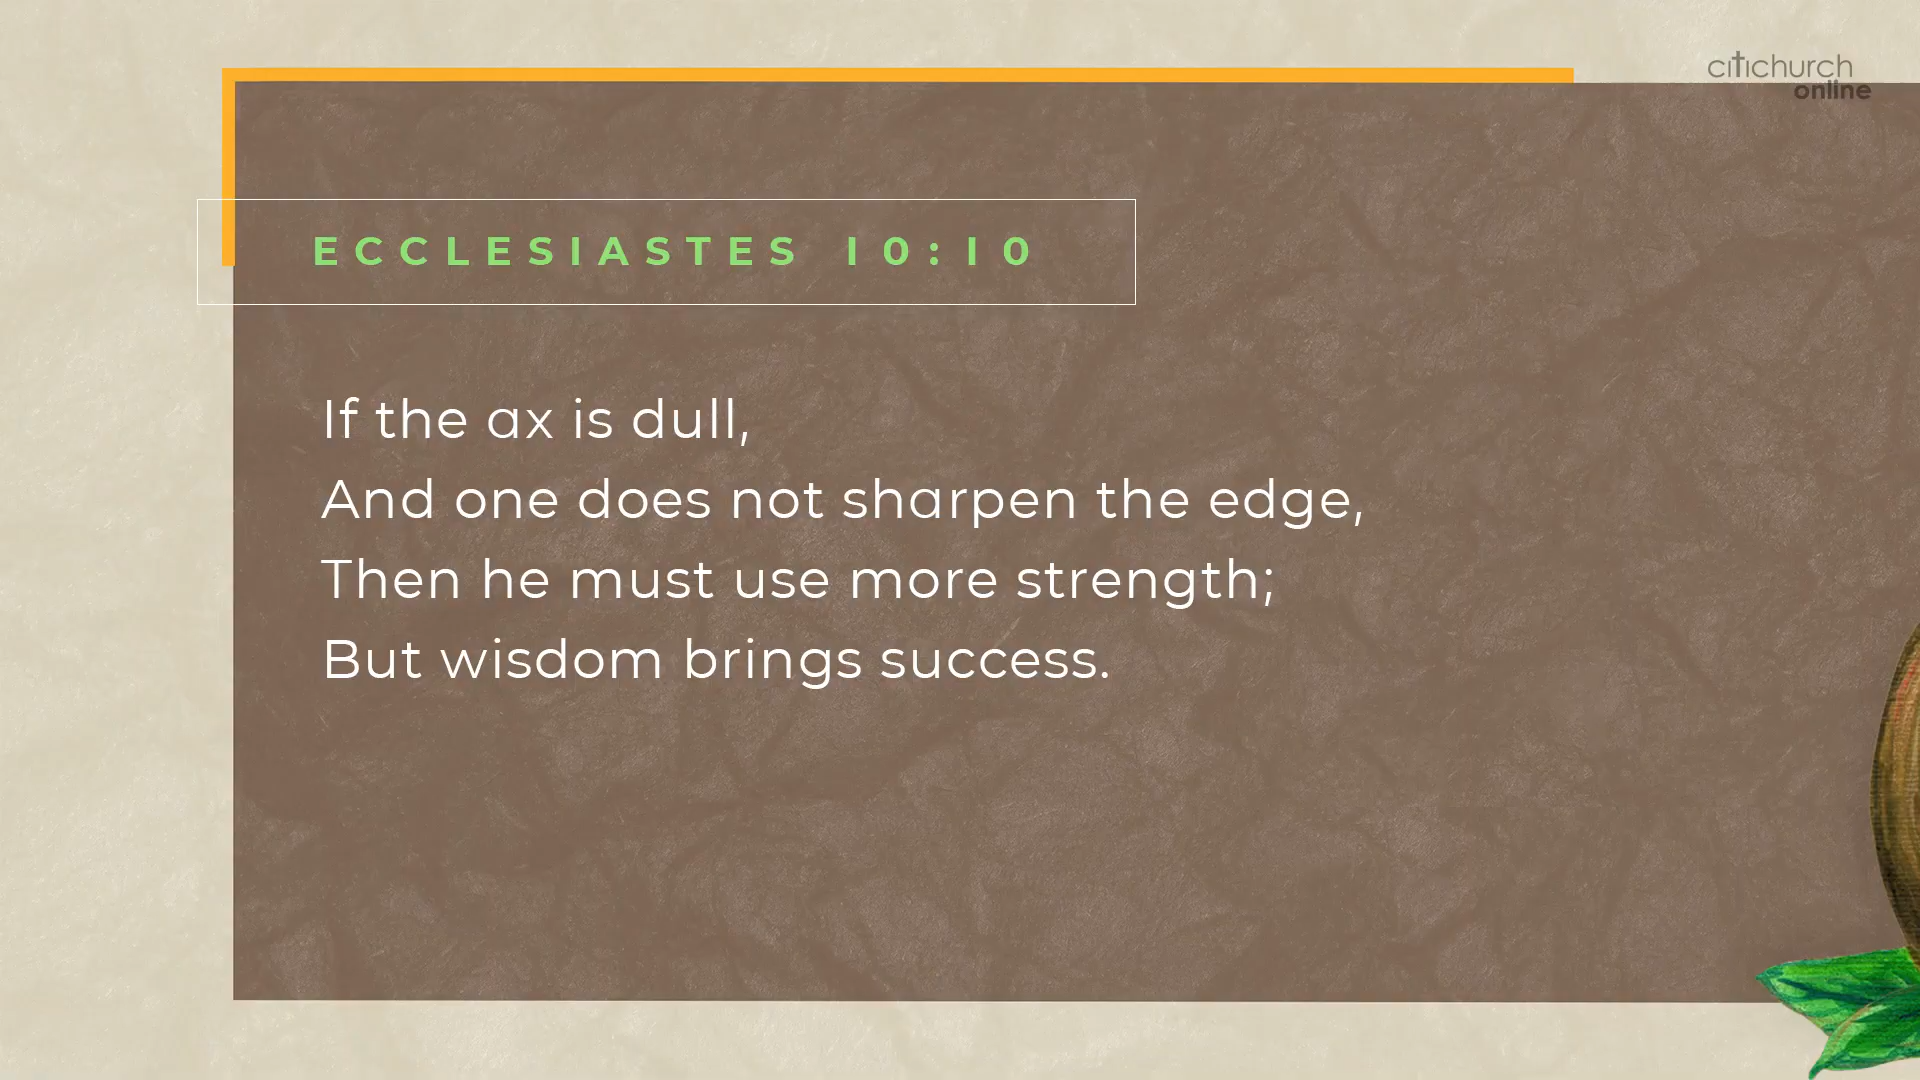 citichurch
online
ECCLESIASTES 10:10
If the ax is dull,
And one does not sharpen the edge,
Then he must use more strength;
But wisdom brings success.